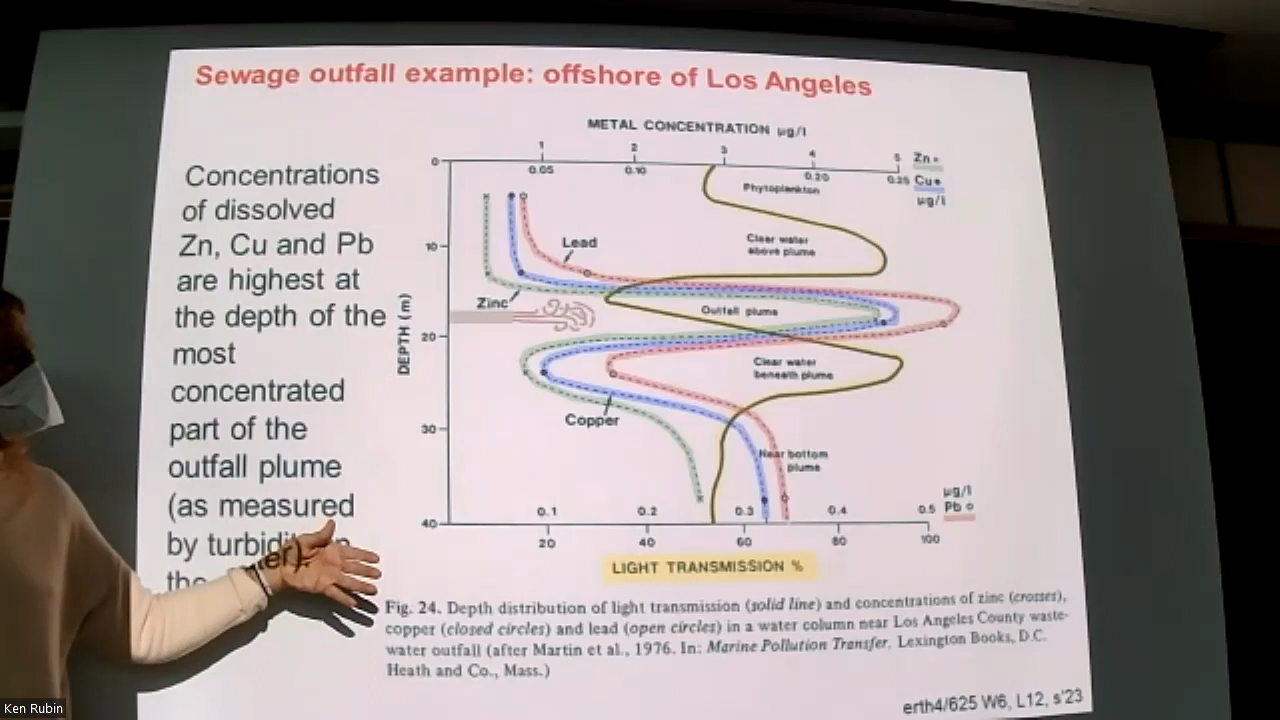 Sewage outfall example: offshore of Los Angeles
Concentrations
of dissolved
Zn, Cu and Pb
are highest at
the depth of the
most
concentrated
part of the
outfall plume
(as measured
by
the
METAL CONCENTRATION µg/l
1 2 3 4 5 Zn
0.05 0.10 0.20 0.25 Cu
µg/l
0
10
20
30
40
DEPTH (m)
Phytoplankton
Clear water
above plume
Lead
Zinc
Outfall plume
Clear water
beneath plume
Copper
Near bottom
plume
µg/l
0.1 0.2 0.3 0.4 0.5 Pb
20 40 60 80 100
LIGHT TRANSMISSION %
Fig. 24. Depth distribution of light transmission (solid line) and concentrations of zinc (crosses),
copper (closed circles) and lead (open circles) in a water column near Los Angeles County waste-
water outfall (after Martin et al., 1976. In: Marine Pollution Transfer, Lexington Books, D.C.
Heath and Co., Mass.)
erth4/625 W6, L12, s'23
Ken Rubin